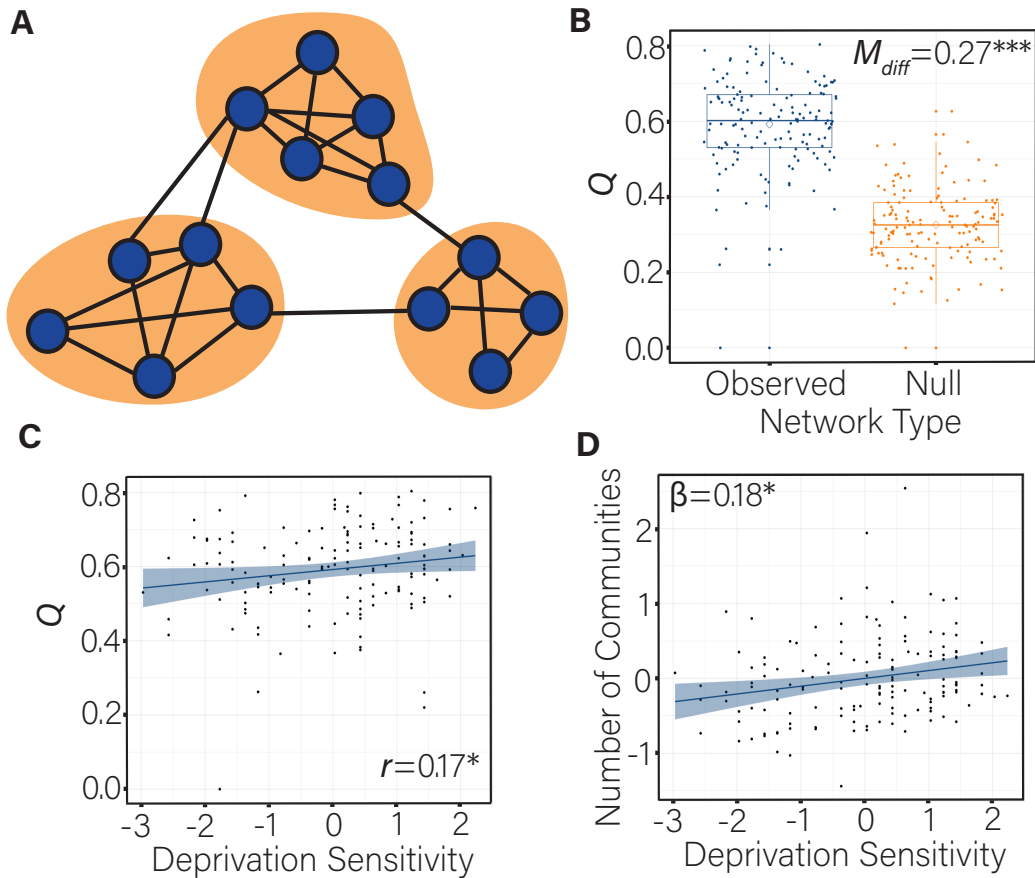 A
B
M_diff=0.27***
Q
0.8
0.6
0.4
0.2
0.0
Observed
Null
Network Type
C
Q
0.8
0.6
0.4
0.2
0.0
r=0.17*
-3
-2
-1
0
1
2
Deprivation Sensitivity
D
β=0.18*
Number of Communities
2
1
0
-1
-3
-2
-1
0
1
2
Deprivation Sensitivity